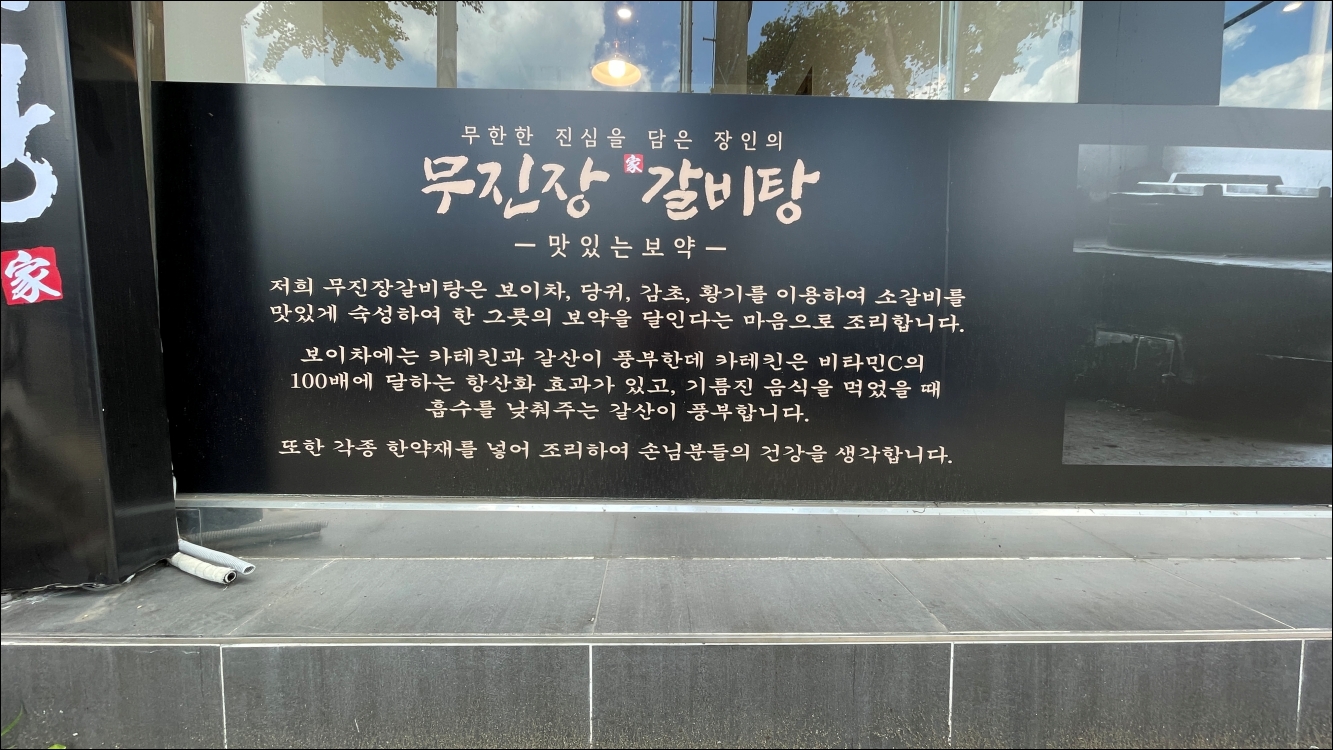 무한한 진심을 담은 장인의
무진장 家 갈비탕
맛있는보약
저희 무진장갈비탕은 보이차, 당귀, 감초, 황기를 이용하여 소갈비를
맛있게 숙성하여 한 그릇의 보약을 달인다는 마음으로 조리합니다.
보이차에는 카테킨과 갈산이 풍부한데 카테킨은 비타민C의
100배에 달하는 항산화 효과가 있고, 기름진 음식을 먹었을 때
흡수를 낮춰주는 갈산이 풍부합니다.
또한 각종 한약재를 넣어 조리하여 손님분들의 건강을 생각합니다.
家